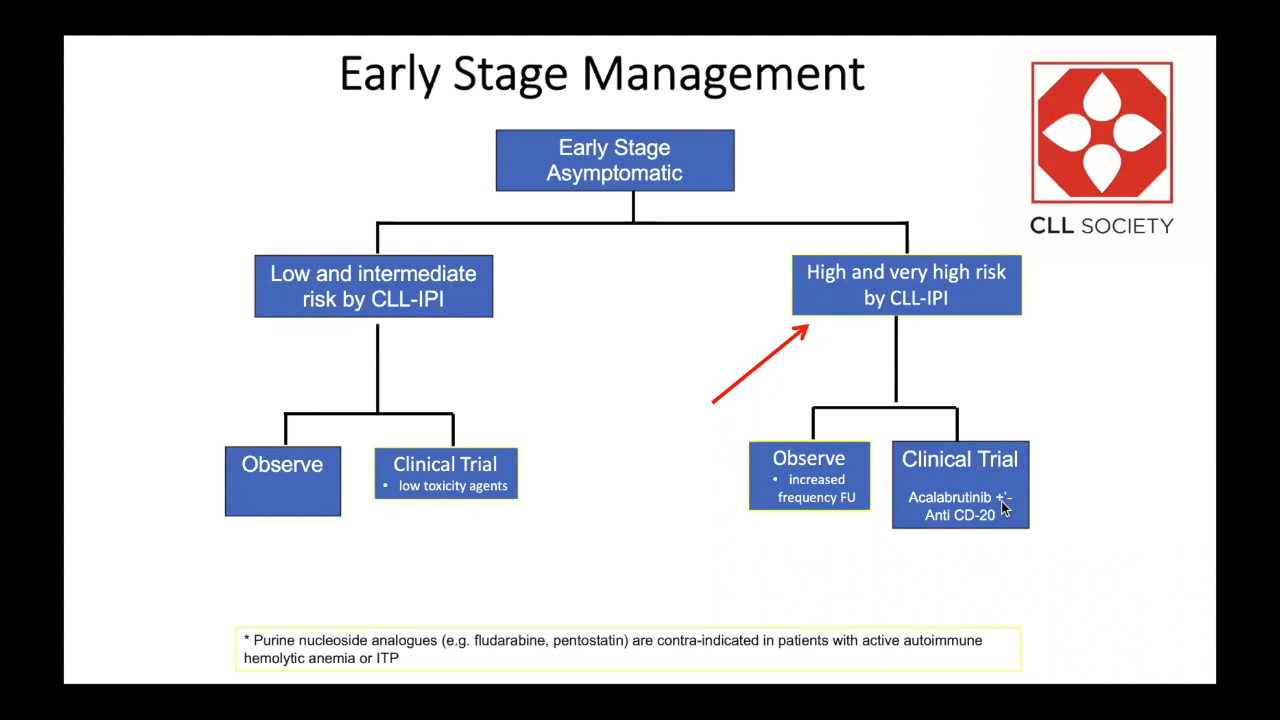 Early Stage Management
Early Stage
Asymptomatic
CLL SOCIETY
Low and intermediate
risk by CLL-IPI
High and very high risk
by CLL-IPI
Observe
Clinical Trial
• low toxicity agents
Observe
• increased
frequency FU
Clinical Trial
Acalabrutinib +'-
Anti CD-20
* Purine nucleoside analogues (e.g. fludarabine, pentostatin) are contra-indicated in patients with active autoimmune
hemolytic anemia or ITP